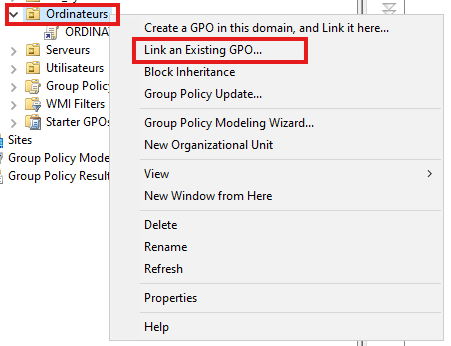 Ordinateurs
ORDINA
Serveurs
Utilisateurs
Group Policy
WMI Filters
Starter GPOs
Sites
Group Policy Mode
Group Policy Result
Create a GPO in this domain, and Link it here...
Link an Existing GPO...
Block Inheritance
Group Policy Update...
Group Policy Modeling Wizard...
New Organizational Unit
View
New Window from Here
Delete
Rename
Refresh
Properties
Help